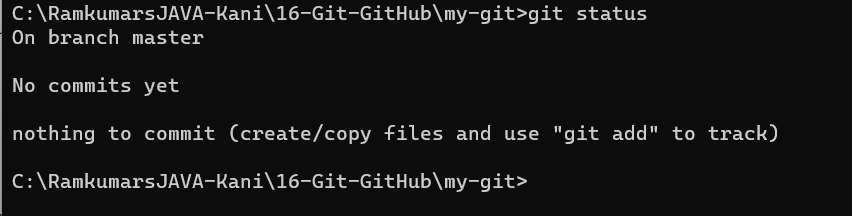 C:\RamkumarsJAVA-Kani\16-Git-GitHub\my-git>git status
On branch master
No commits yet
nothing to commit (create/copy files and use "git add" to track)
C:\RamkumarsJAVA-Kani\16-Git-GitHub\my-git>